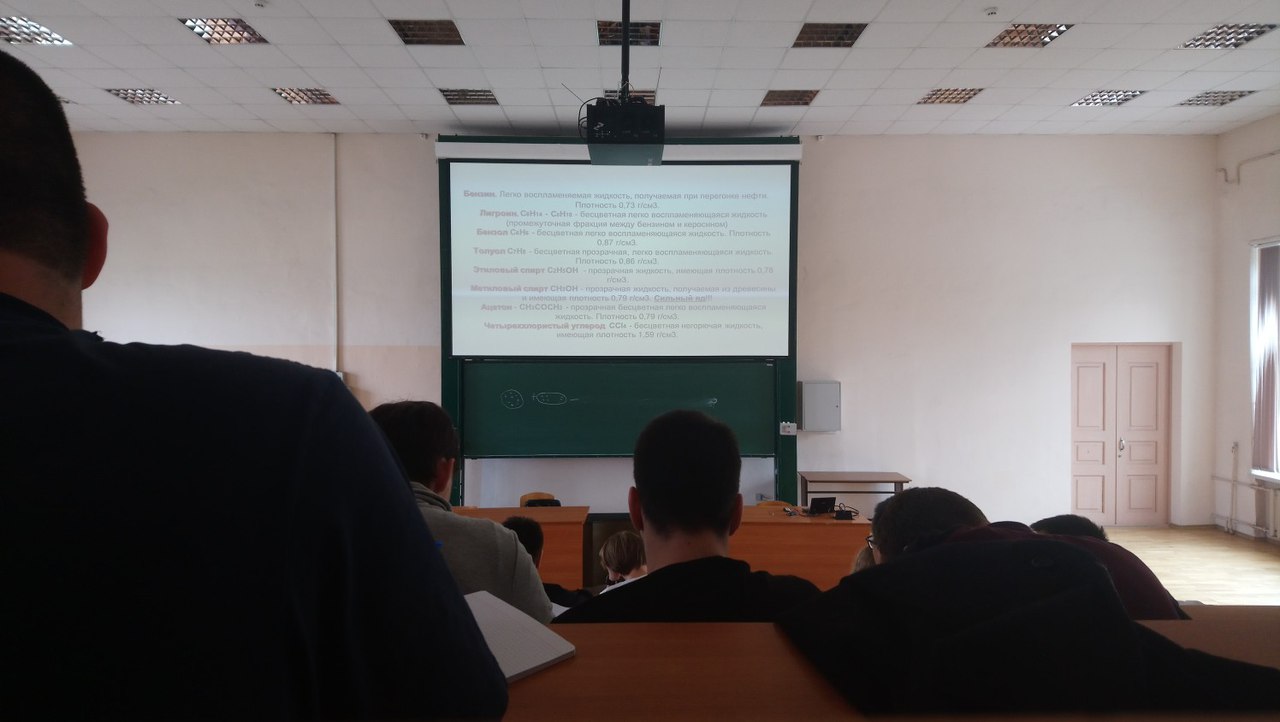 Бензин. Легко воспламеняемая жидкость, получаемая при перегонке нефти.
Плотность 0,73 г/см3.
Лигроин. C₈H₁₄ - C₈H₁₈ - бесцветная легко воспламеняющаяся жидкость
(промежуточная фракция между бензином и керосином)
Бензол C₆H₆ - бесцветная легко воспламеняющаяся жидкость. Плотность
0,87 г/см3.
Толуол C₇H₈ - бесцветная прозрачная, легко воспламеняющаяся жидкость.
Плотность 0,86 г/см3.
Этиловый спирт C₂H₅OH - прозрачная жидкость, имеющая плотность 0,78
г/см3.
Метиловый спирт CH₃OH - прозрачная жидкость, получаемая из древесины
и имеющая плотность 0,79 г/см3. Сильный яд!!!
Ацетон - CH₃COCH₃ - прозрачная бесцветная легко воспламеняющаяся
жидкость. Плотность 0,79 г/см3.
Четыреххлористый углерод CCl₄ - бесцветная негорючая жидкость,
имеющая плотность 1,59 г/см3.